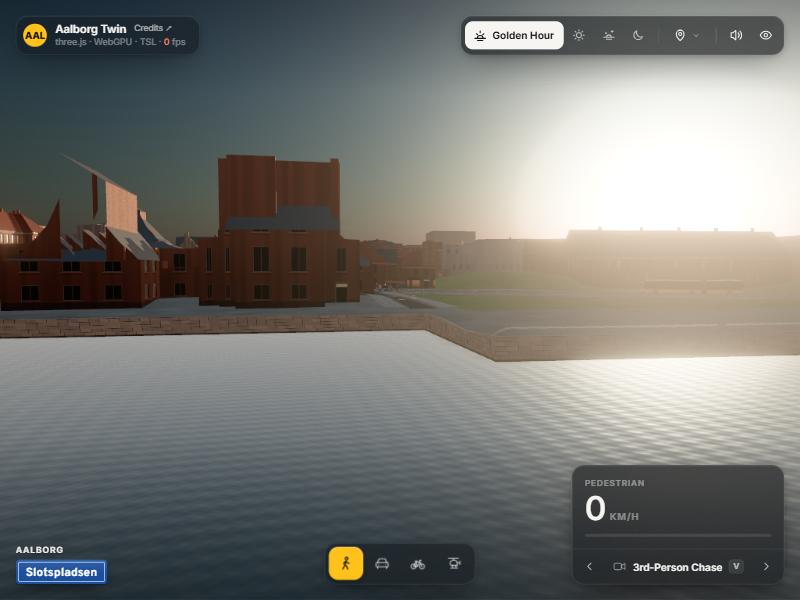 AAL
Aalborg Twin Credits ↗
three.js · WebGPU · TSL · 0 fps
Golden Hour
PEDESTRIAN
0 KM/H
3rd-Person Chase V
AALBORG
Slotspladsen